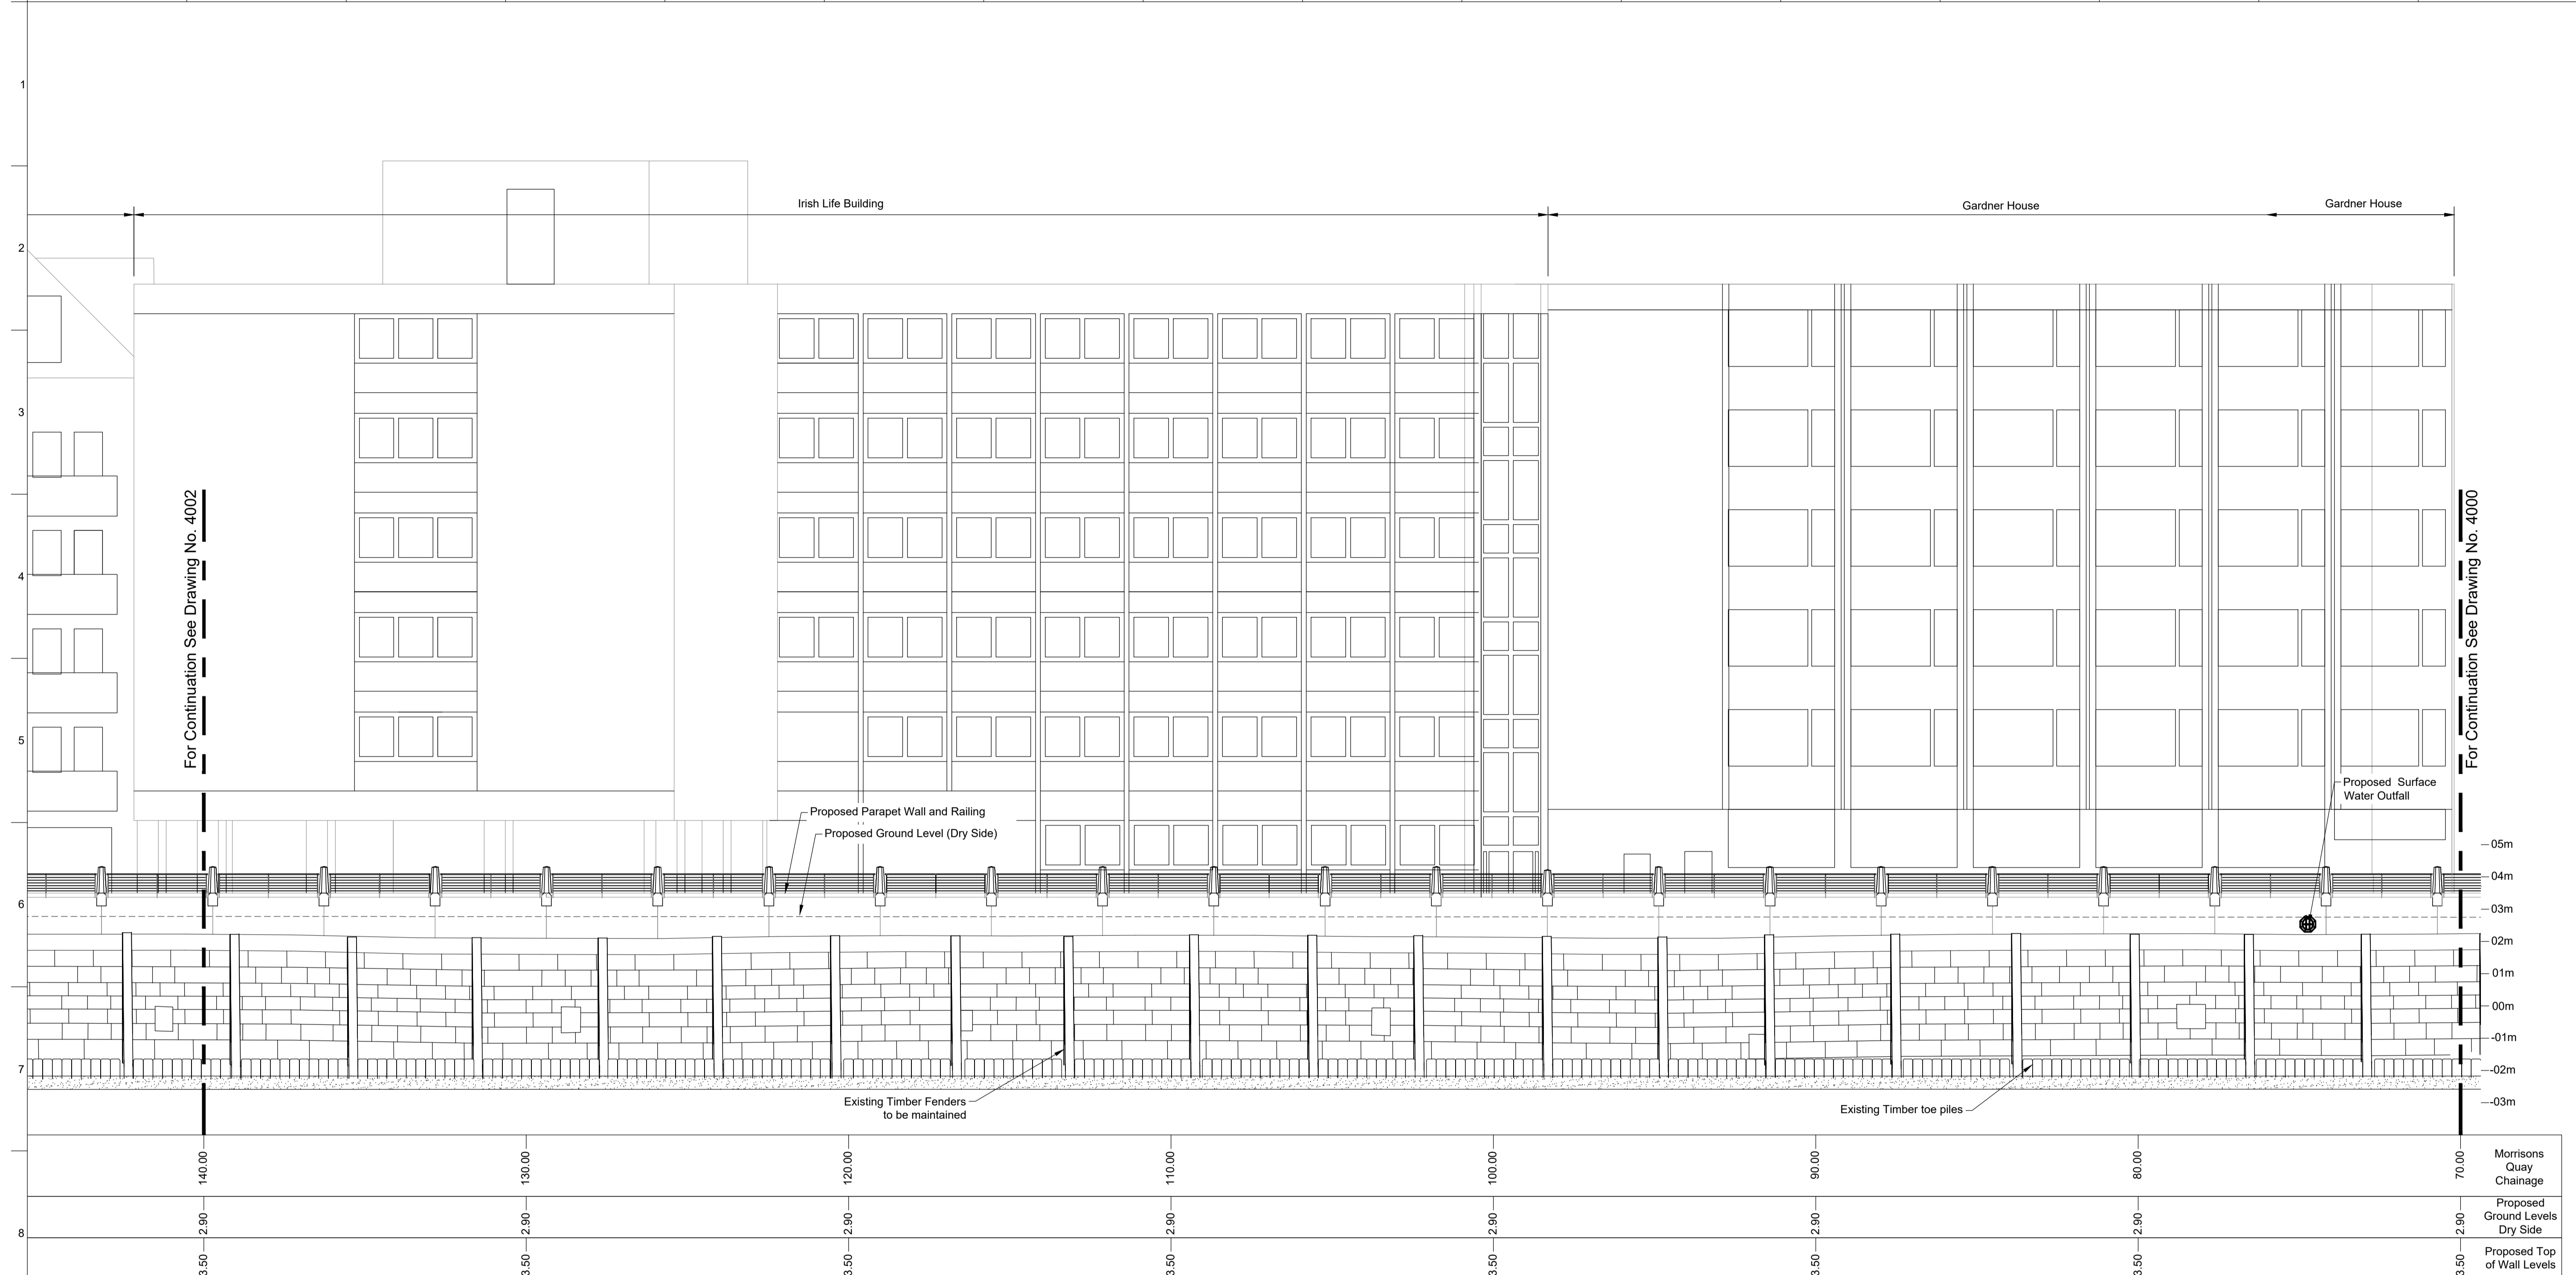 1
2
3
4
5
6
7
8
Irish Life Building
Gardner House
Gardner House
For Continuation See Drawing No. 4002
For Continuation See Drawing No. 4000
Proposed Surface
Water Outfall
Proposed Parapet Wall and Railing
Proposed Ground Level (Dry Side)
05m
04m
03m
02m
01m
00m
-01m
-02m
-03m
Existing Timber Fenders
to be maintained
Existing Timber toe piles
140.00
130.00
120.00
110.00
100.00
90.00
80.00
70.00
Morrisons
Quay
Chainage
2.90
2.90
2.90
2.90
2.90
2.90
2.90
2.90
Proposed
Ground Levels
Dry Side
3.50
3.50
3.50
3.50
3.50
3.50
3.50
3.50
Proposed Top
of Wall Levels